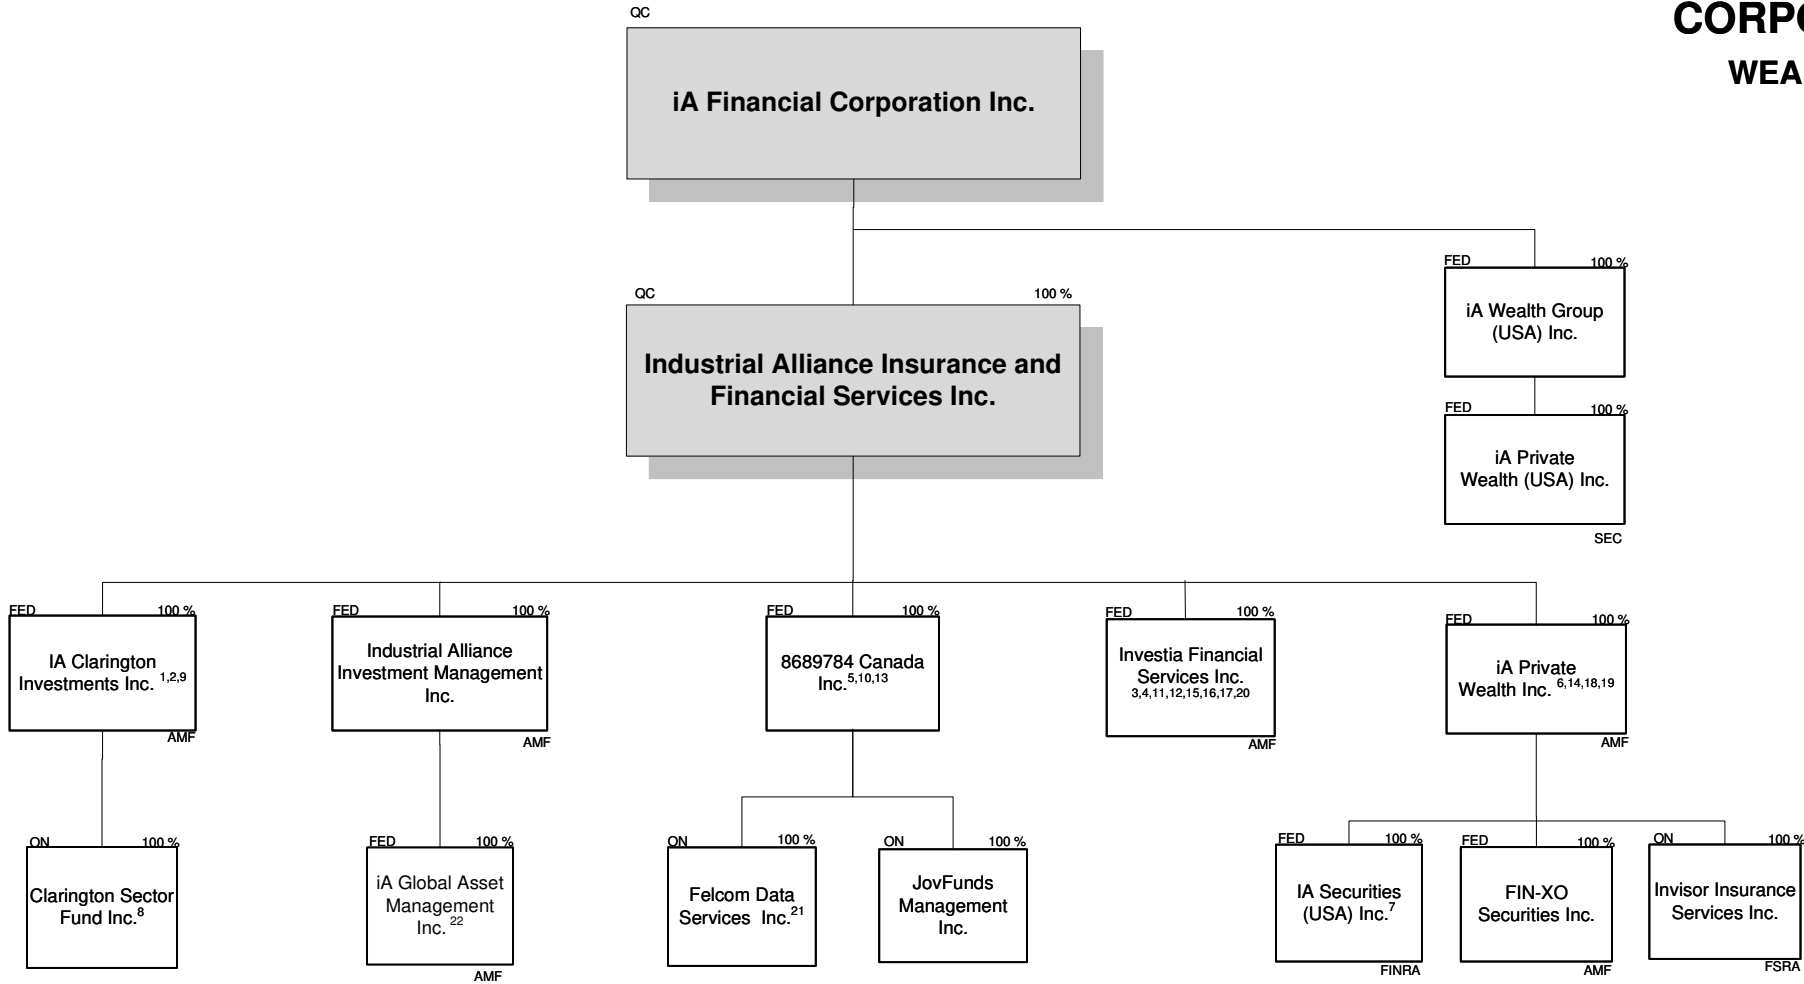 QC
CORPO
WEA
iA Financial Corporation Inc.
FED 100 %
iA Wealth Group
(USA) Inc.
QC 100 %
Industrial Alliance Insurance and
Financial Services Inc.
FED 100 %
iA Private
Wealth (USA) Inc.
SEC
FED 100 %
IA Clarington
Investments Inc. 1,2,9
AMF
FED 100 %
Industrial Alliance
Investment Management
Inc.
AMF
FED 100 %
8689784 Canada
Inc.5,10,13
FED 100 %
Investia Financial
Services Inc.
3,4,11,12,15,16,17,20
AMF
FED 100 %
iA Private
Wealth Inc. 6,14,18,19
AMF
ON 100 %
Clarington Sector
Fund Inc.8
FED 100 %
iA Global Asset
Management
Inc. 22
AMF
ON 100 %
Felcom Data
Services Inc.21
ON 100 %
JovFunds
Management
Inc.
FED 100 %
IA Securities
(USA) Inc.7
FINRA
FED 100 %
FIN-XO
Securities Inc.
AMF
ON 100 %
Invisor Insurance
Services Inc.
FSRA